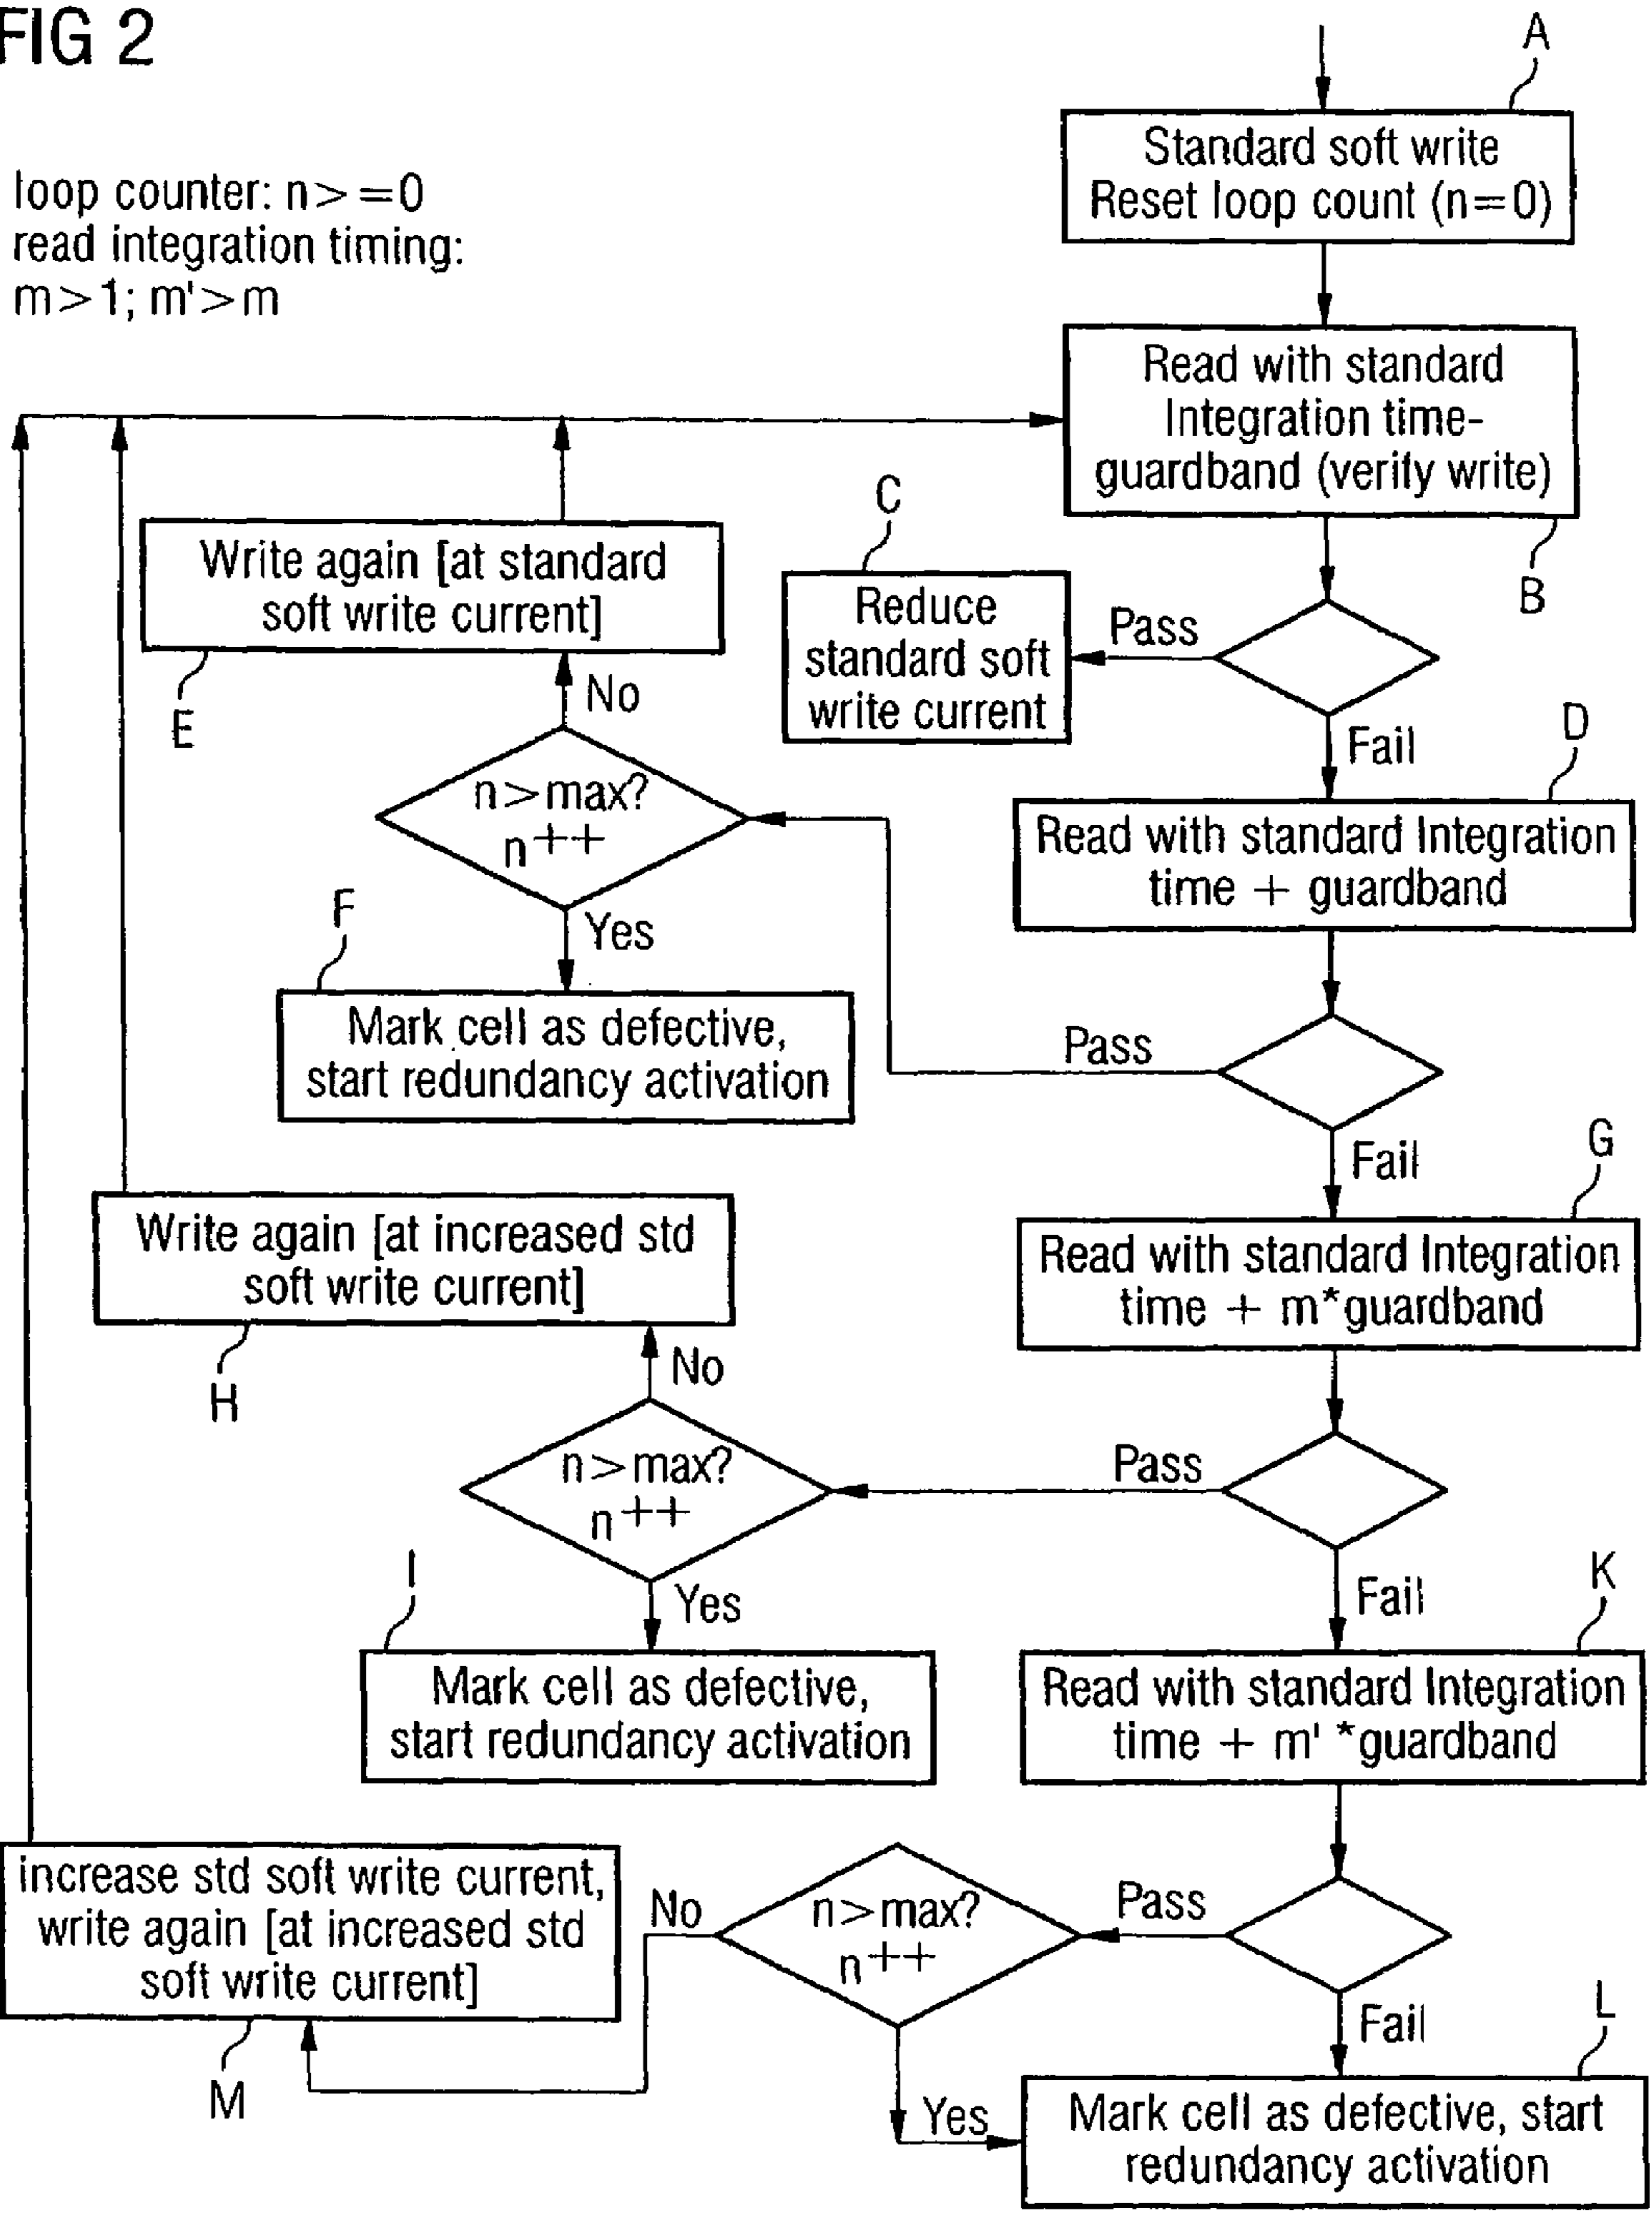 FIG 2
A
Standard soft write
Reset loop count (n=0)
loop counter: n>=0
read integration timing:
m>1; m'>m
Read with standard
Integration time-
guardband (verify write)
B
C
Reduce
standard soft
write current
Pass
Fail
Write again [at standard
soft write current]
E
No
n>max?
n++
Yes
D
Read with standard Integration
time + guardband
F
Mark cell as defective,
start redundancy activation
Pass
Fail
G
Read with standard Integration
time + m*guardband
Write again [at increased std
soft write current]
H
No
n>max?
n++
Yes
Pass
Fail
I
Mark cell as defective,
start redundancy activation
K
Read with standard Integration
time + m' *guardband
increase std soft write current,
write again [at increased std
soft write current]
M
No
n>max?
n++
Pass
Fail
Yes
L
Mark cell as defective, start
redundancy activation